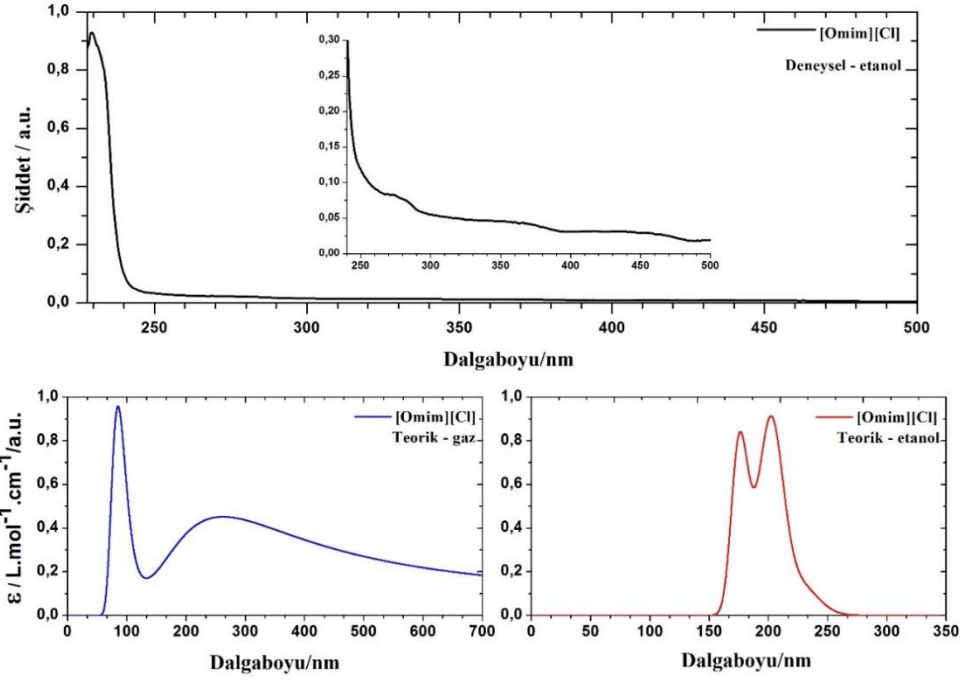 [Omim][Cl]
Deneysel - etanol
Şiddet / a.u.
1,0
0,8
0,6
0,4
0,2
0,0
0,30
0,25
0,20
0,15
0,10
0,05
0,00
250 300 350 400 450 500
250 300 350 400 450 500
Dalgaboyu/nm
[Omim][Cl]
Teorik - gaz
ε / L.mol⁻¹.cm⁻¹/a.u.
1,0
0,8
0,6
0,4
0,2
0,0
0 100 200 300 400 500 600 700
Dalgaboyu/nm
[Omim][Cl]
Teorik - etanol
1,0
0,8
0,6
0,4
0,2
0,0
0 50 100 150 200 250 300 350
Dalgaboyu/nm